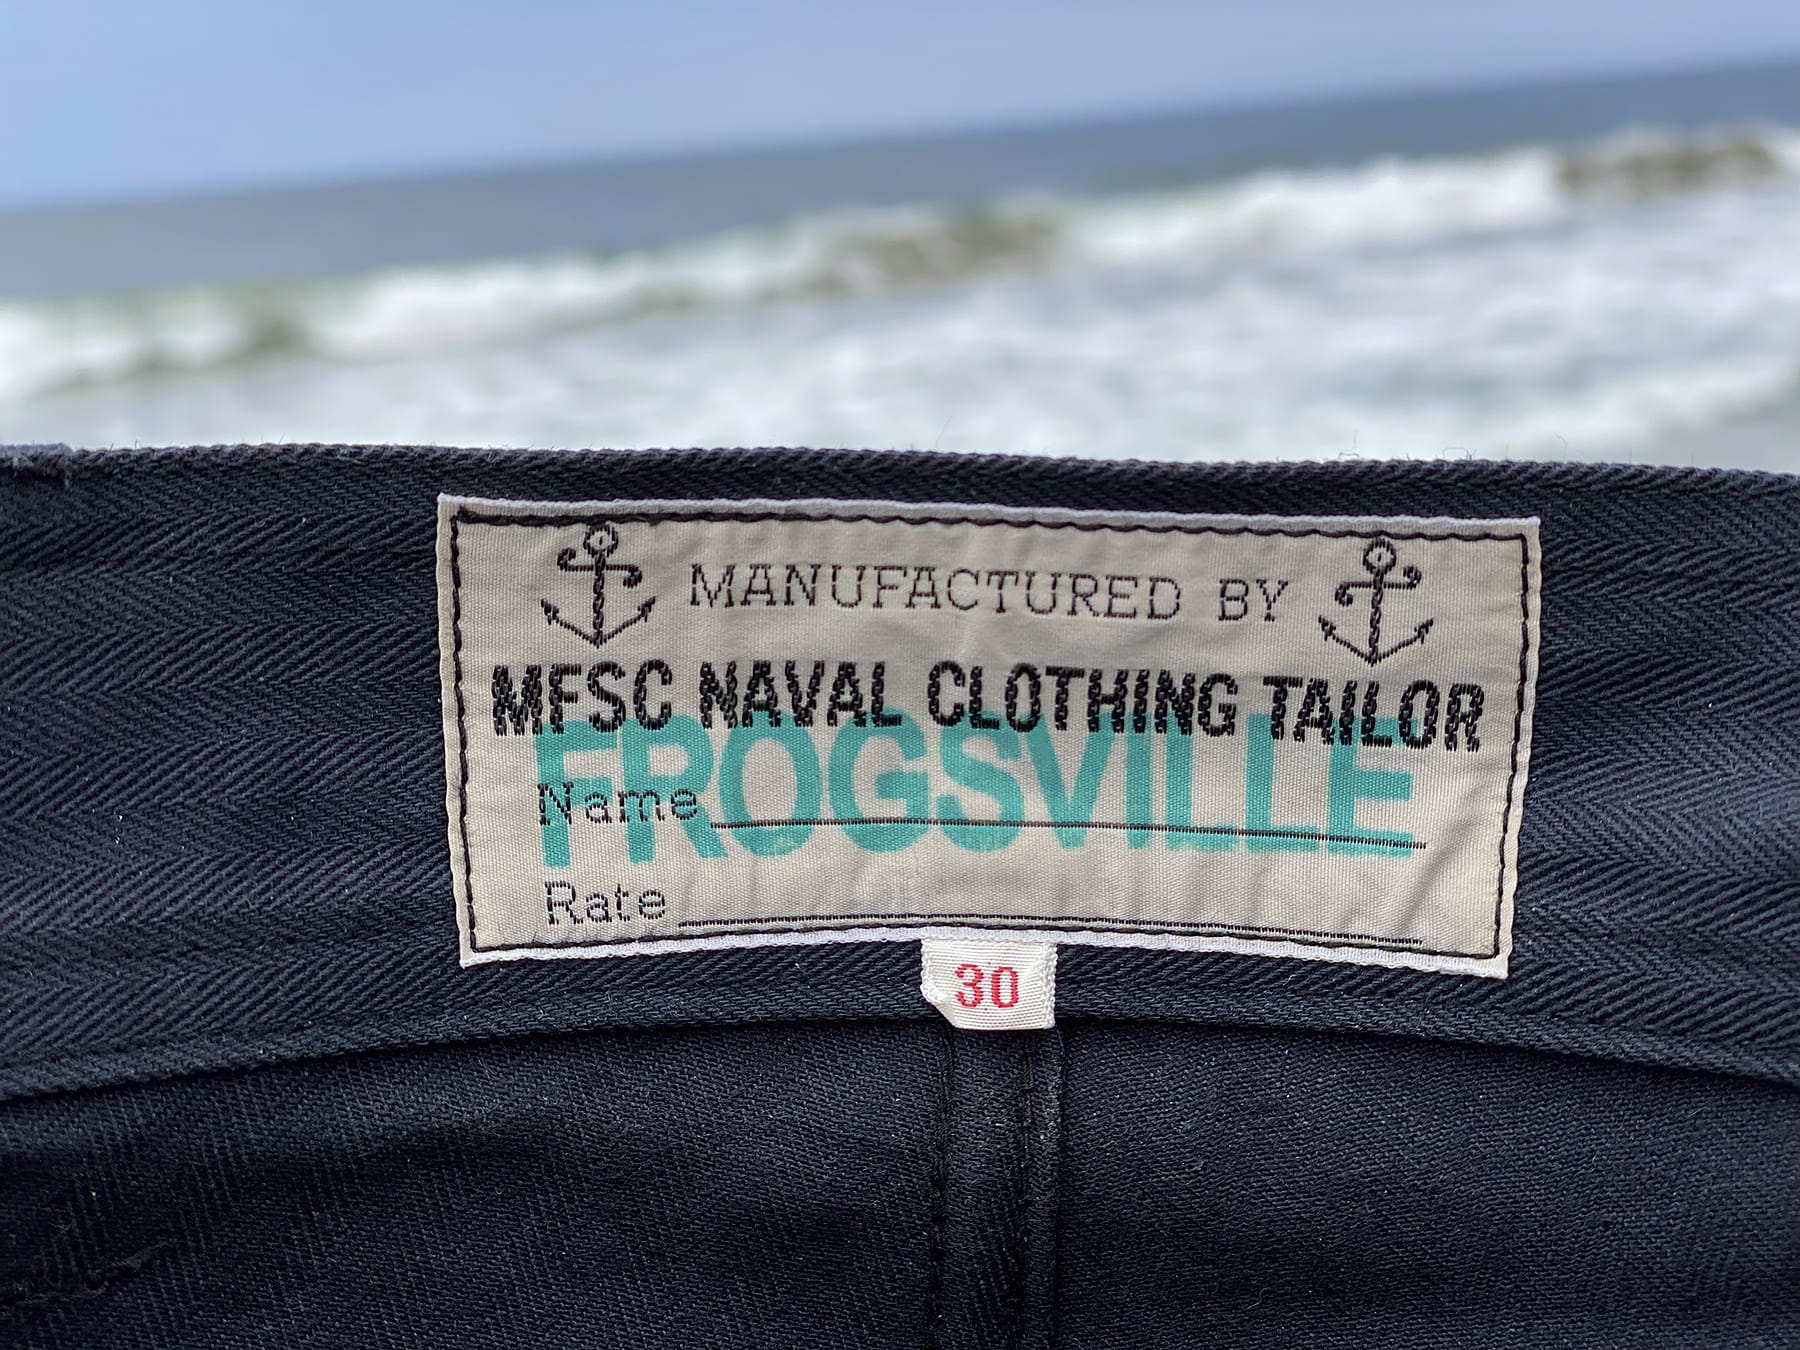 MANUFACTURED BY
MFSC NAVAL CLOTHING TAILOR
FROGSVILLE
Name
Rate
30